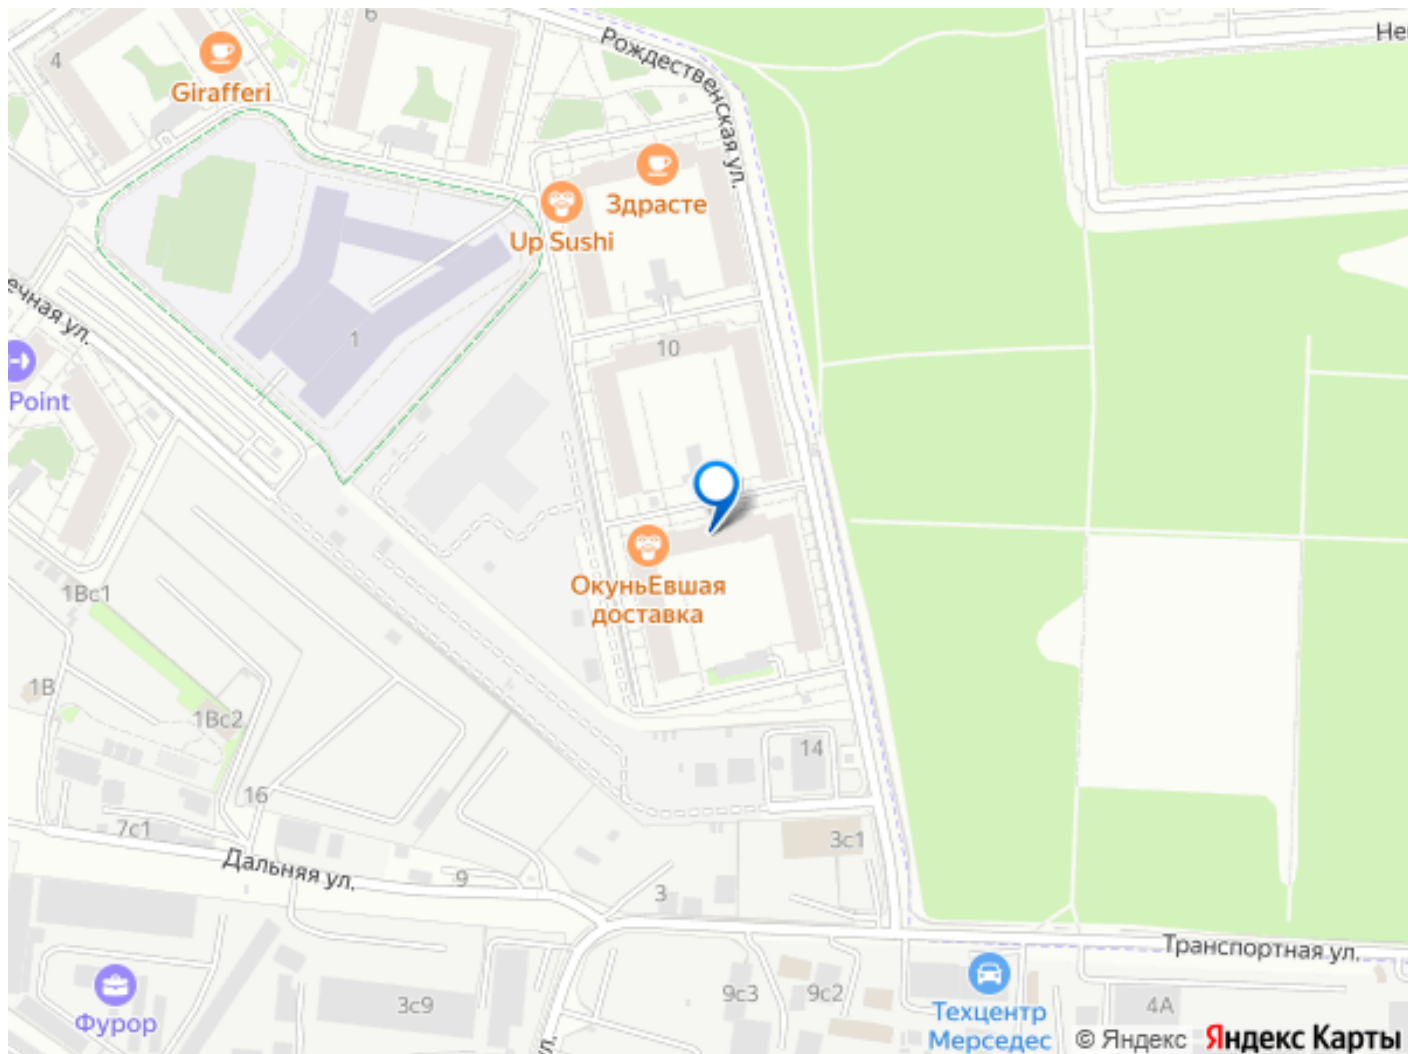 6
4
Girafferi
Рождественская ул.
Не
Здрасте
Up Sushi
ечная ул.
1
10
Point
ОкуньЕвшая
доставка
1Вс1
1В
1Вс2
14
16
7с1
3с1
Дальняя ул.
9
3
Транспортная ул.
9с3
9с2
3с9
4А
Фурор
Техцентр
Мерседес
ул.
© Яндекс Яндекс Карты